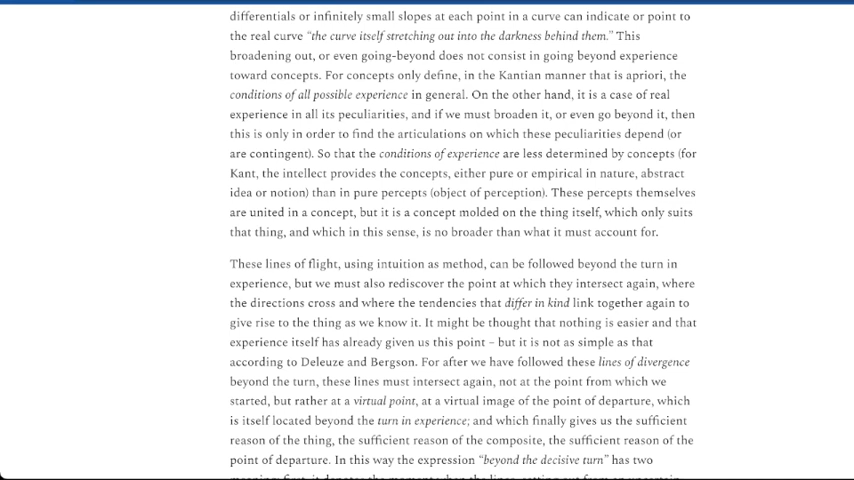 differentials or infinitely small slopes at each point in a curve can indicate or point to
the real curve “the curve itself stretching out into the darkness behind them.” This
broadening out, or even going-beyond does not consist in going beyond experience
toward concepts. For concepts only define, in the Kantian manner that is apriori, the
conditions of all possible experience in general. On the other hand, it is a case of real
experience in all its peculiarities, and if we must broaden it, or even go beyond it, then
this is only in order to find the articulations on which these peculiarities depend (or
are contingent). So that the conditions of experience are less determined by concepts (for
Kant, the intellect provides the concepts, either pure or empirical in nature, abstract
idea or notion) than in pure percepts (object of perception). These percepts themselves
are united in a concept, but it is a concept molded on the thing itself, which only suits
that thing, and which in this sense, is no broader than what it must account for.
These lines of flight, using intuition as method, can be followed beyond the turn in
experience, but we must also rediscover the point at which they intersect again, where
the directions cross and where the tendencies that differ in kind link together again to
give rise to the thing as we know it. It might be thought that nothing is easier and that
experience itself has already given us this point – but it is not as simple as that
according to Deleuze and Bergson. For after we have followed these lines of divergence
beyond the turn, these lines must intersect again, not at the point from which we
started, but rather at a virtual point, at a virtual image of the point of departure, which
is itself located beyond the turn in experience; and which finally gives us the sufficient
reason of the thing, the sufficient reason of the composite, the sufficient reason of the
point of departure. In this way the expression “beyond the decisive turn” has two